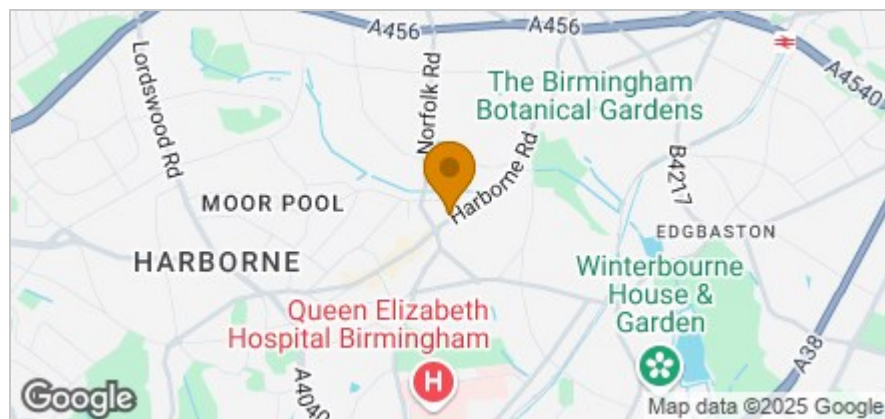 A456
A456
A4540
Lordswood Rd
Norfolk Rd
The Birmingham
Botanical Gardens
B4217
Harborne Rd
MOOR POOL
EDGBASTON
HARBORNE
Winterbourne
House &
Garden
Queen Elizabeth
Hospital Birmingham
H
A38
A4040
Google
Map data ©2025 Google